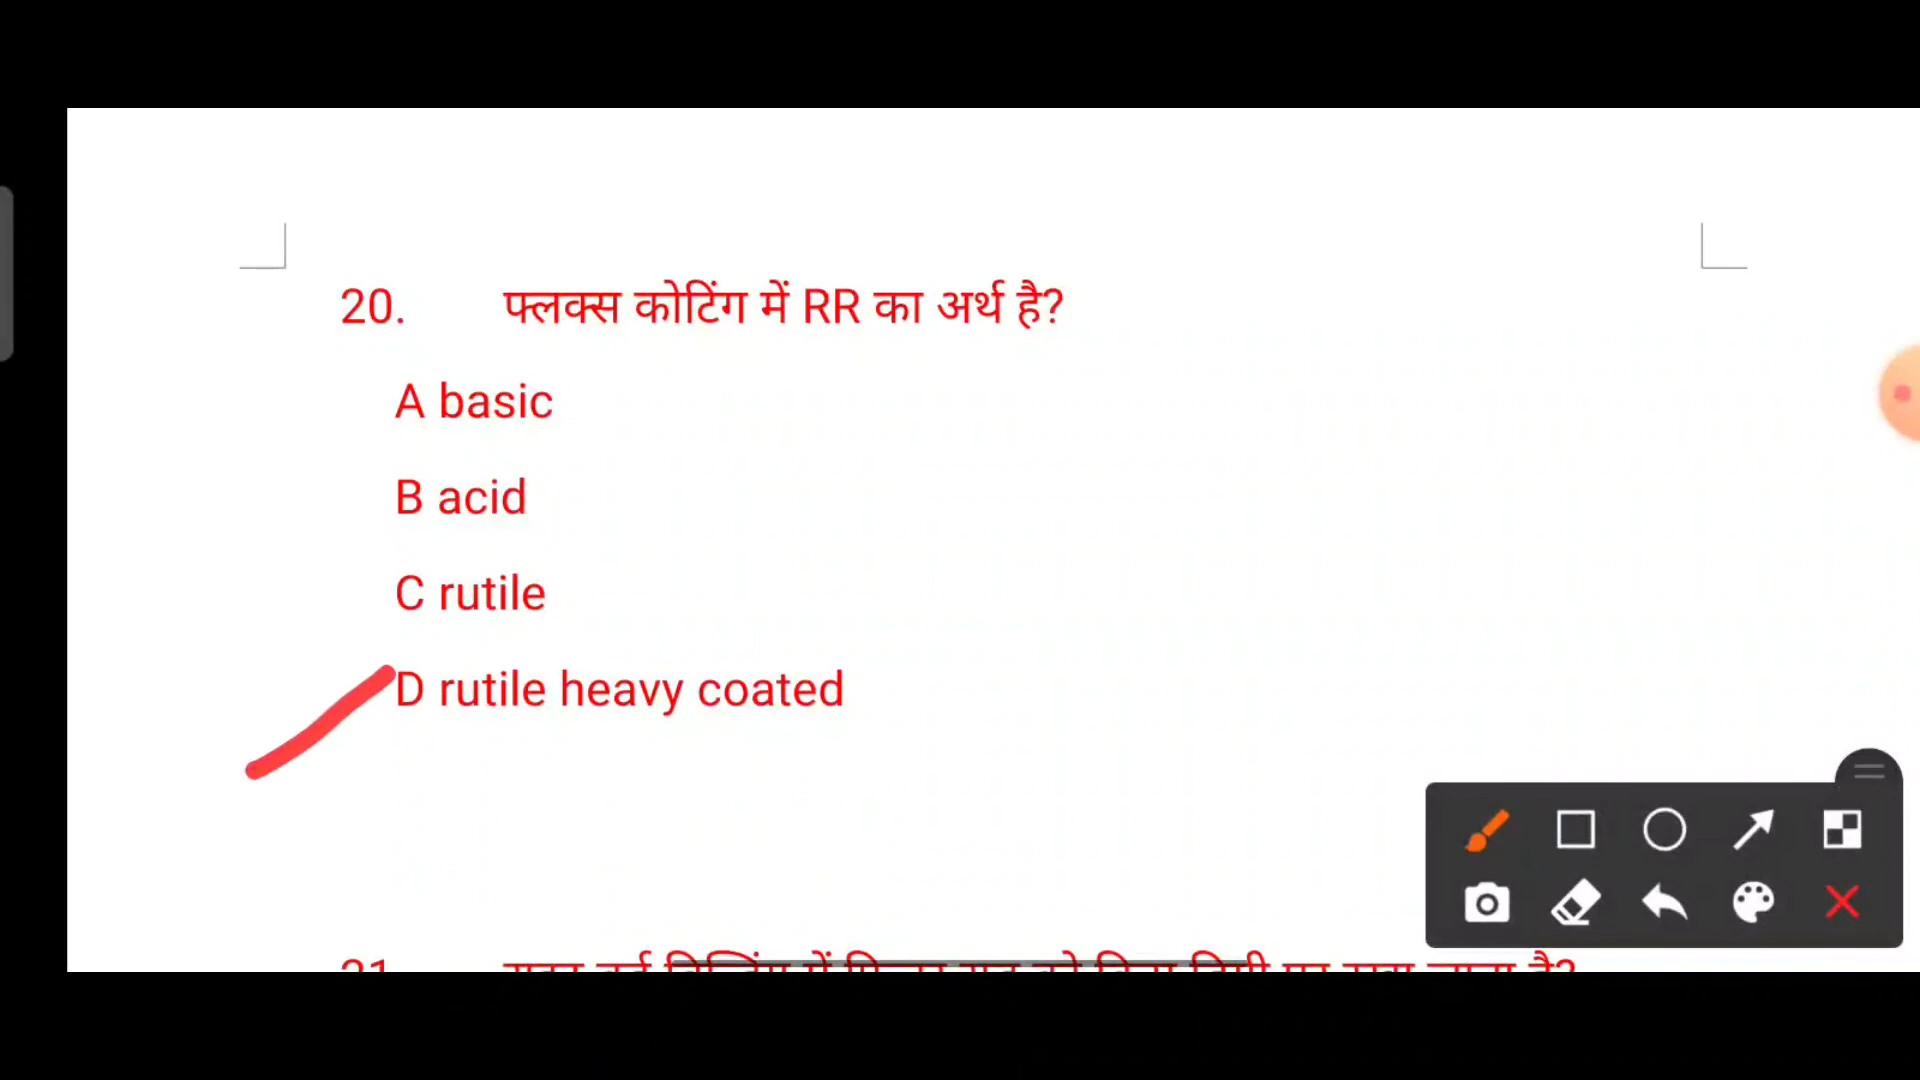 20. फ्लक्स कोटिंग में RR का अर्थ है?
A basic
B acid
C rutile
D rutile heavy coated